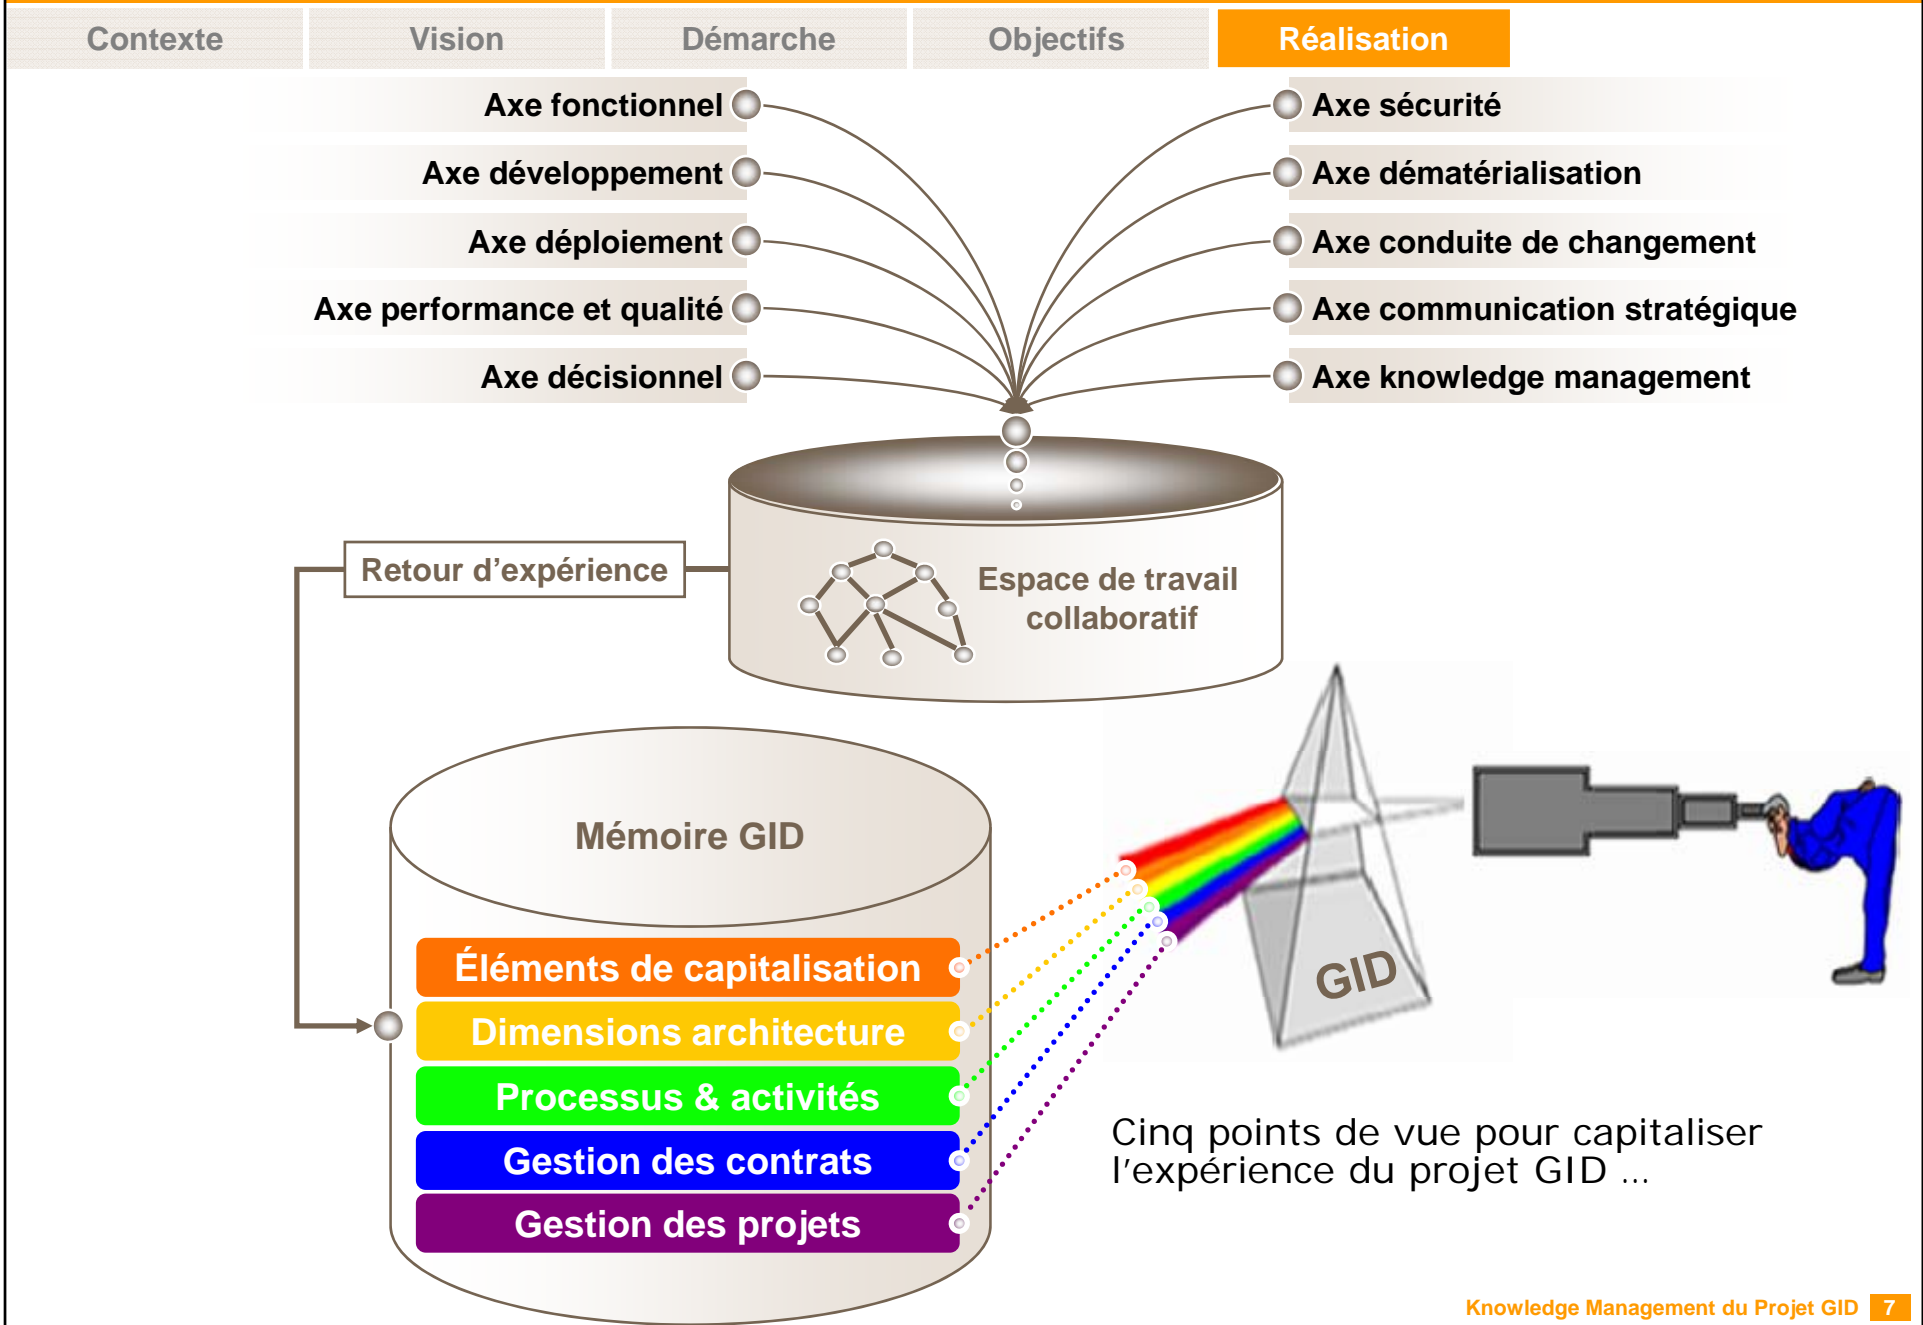 Contexte
Vision
Démarche
Objectifs
Réalisation
Axe fonctionnel
Axe développement
Axe déploiement
Axe performance et qualité
Axe décisionnel
Axe sécurité
Axe dématérialisation
Axe conduite de changement
Axe communication stratégique
Axe knowledge management
Retour d’expérience
Espace de travail
collaboratif
Mémoire GID
Éléments de capitalisation
Dimensions architecture
Processus & activités
Gestion des contrats
Gestion des projets
GID
Cinq points de vue pour capitaliser
l’expérience du projet GID ...
Knowledge Management du Projet GID 7